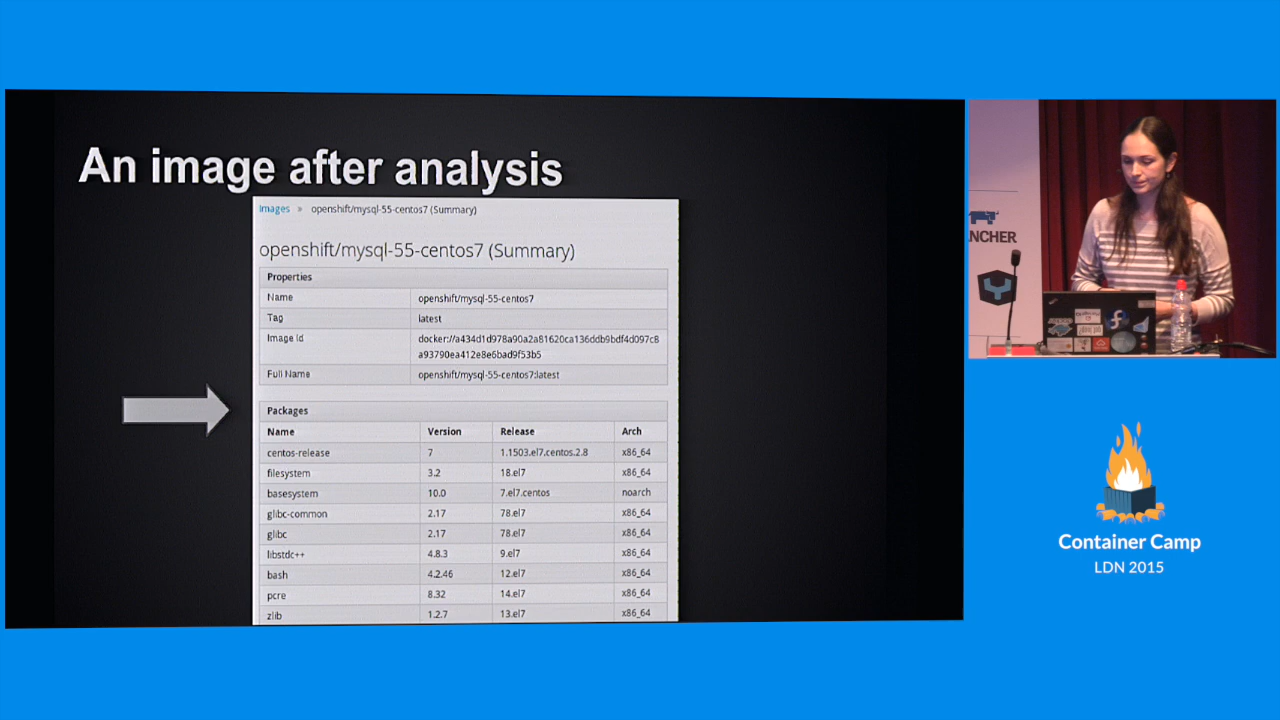 An image after analysis
Images » openshift/mysql-55-centos7 (Summary)
openshift/mysql-55-centos7 (Summary)
Properties
Name openshift/mysql-55-centos7
Tag latest
Image Id docker://a434d1d978a90a2a81620ca136ddb9bdf4d097c8
a93790ea412e8e6bad9f53b5
Full Name openshift/mysql-55-centos7:latest
Packages
Name Version Release Arch
centos-release 7 1.1503.el7.centos.2.8 x86_64
filesystem 3.2 18.el7 x86_64
basesystem 10.0 7.el7.centos noarch
glibc-common 2.17 78.el7 x86_64
glibc 2.17 78.el7 x86_64
libstdc++ 4.8.3 9.el7 x86_64
bash 4.2.46 12.el7 x86_64
pcre 8.32 14.el7 x86_64
zlib 1.2.7 13.el7 x86_64
NCHER
Container Camp
LDN 2015